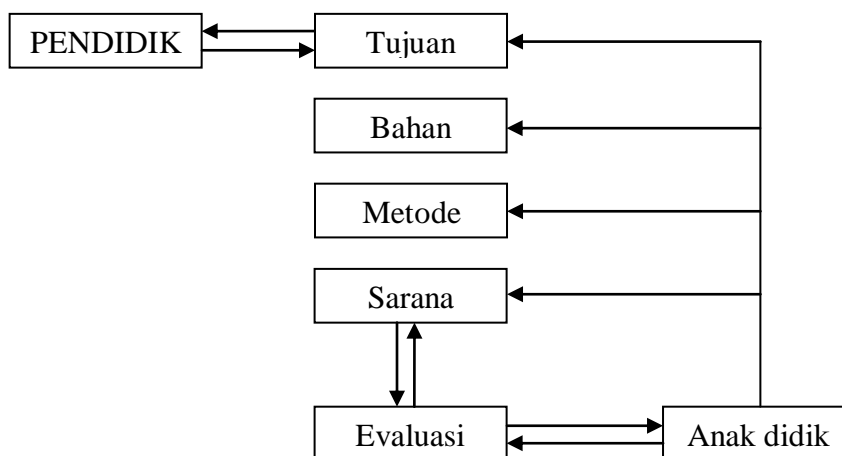 PENDIDIK
Tujuan
Bahan
Metode
Sarana
Evaluasi
Anak didik